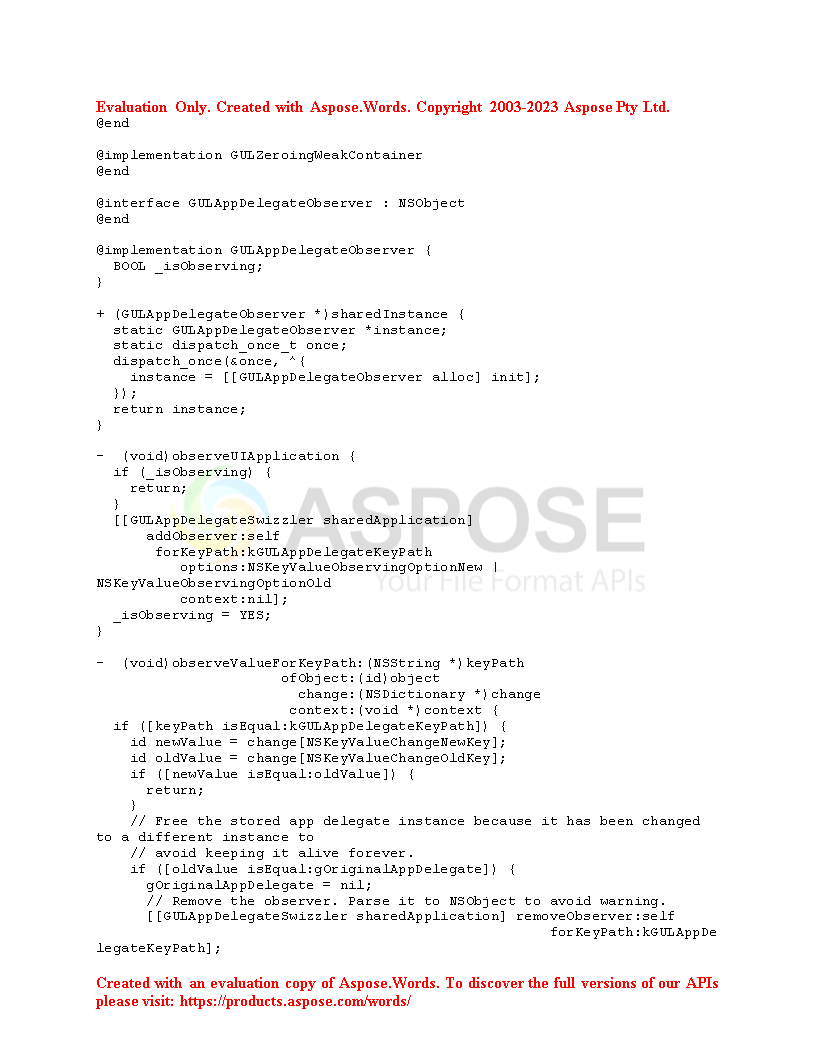 Evaluation Only. Created with Aspose.Words. Copyright 2003-2023 Aspose Pty Ltd.
@end

@implementation GULZeroingWeakContainer
@end

@interface GULAppDelegateObserver : NSObject
@end

@implementation GULAppDelegateObserver {
  BOOL _isObserving;
}

+ (GULAppDelegateObserver *)sharedInstance {
  static GULAppDelegateObserver *instance;
  static dispatch_once_t once;
  dispatch_once(&once, ^{
    instance = [[GULAppDelegateObserver alloc] init];
  });
  return instance;
}

-  (void)observeUIApplication {
  if (_isObserving) {
    return;
  }
  [[GULAppDelegateSwizzler sharedApplication]
      addObserver:self
       forKeyPath:kGULAppDelegateKeyPath
          options:NSKeyValueObservingOptionNew |
NSKeyValueObservingOptionOld
          context:nil];
  _isObserving = YES;
}
ASPOSE
Your File Format APIs

-  (void)observeValueForKeyPath:(NSString *)keyPath
                      ofObject:(id)object
                        change:(NSDictionary *)change
                       context:(void *)context {
  if ([keyPath isEqual:kGULAppDelegateKeyPath]) {
    id newValue = change[NSKeyValueChangeNewKey];
    id oldValue = change[NSKeyValueChangeOldKey];
    if ([newValue isEqual:oldValue]) {
      return;
    }
    // Free the stored app delegate instance because it has been changed
to a different instance to
    // avoid keeping it alive forever.
    if ([oldValue isEqual:gOriginalAppDelegate]) {
      gOriginalAppDelegate = nil;
      // Remove the observer. Parse it to NSObject to avoid warning.
      [[GULAppDelegateSwizzler sharedApplication] removeObserver:self
                                                      forKeyPath:kGULAppDe
legateKeyPath];

Created with an evaluation copy of Aspose.Words. To discover the full versions of our APIs
please visit: https://products.aspose.com/words/